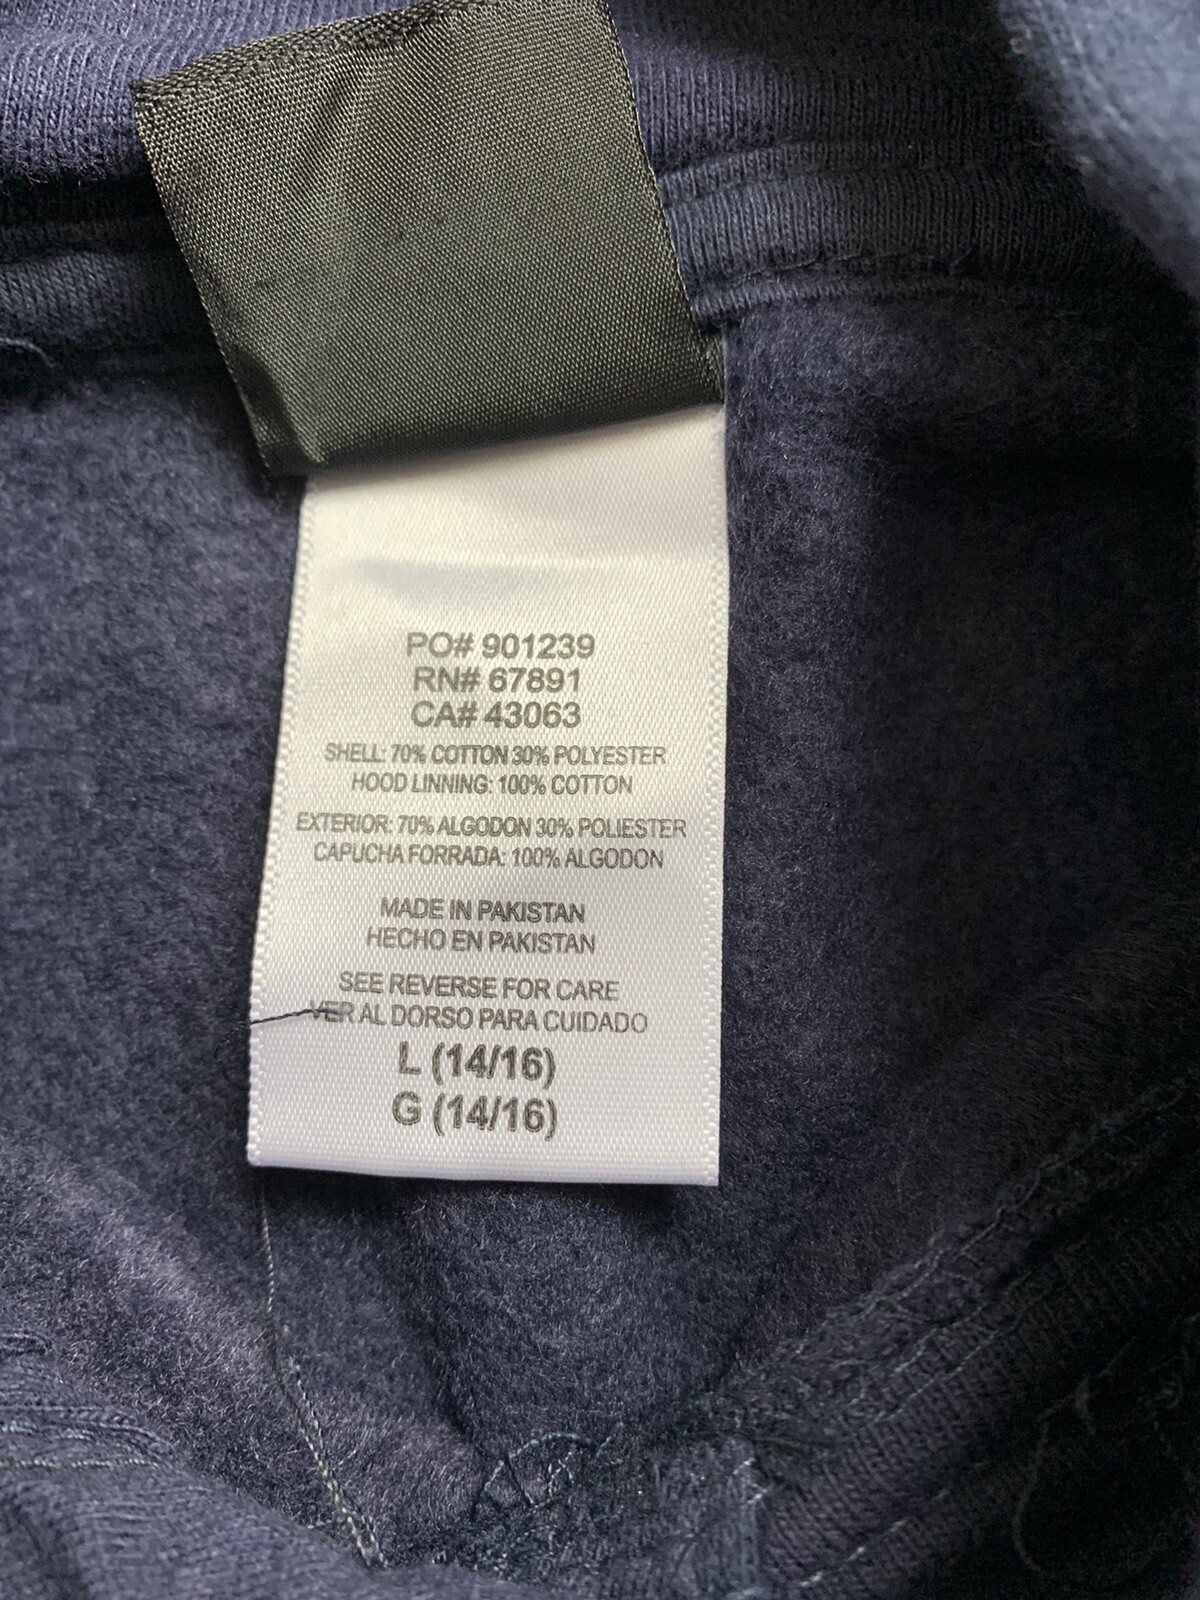 PO# 901239
RN# 67891
CA# 43063
SHELL: 70% COTTON 30% POLYESTER
HOOD LINNING: 100% COTTON
EXTERIOR: 70% ALGODON 30% POLIESTER
CAPUCHA FORRADA: 100% ALGODON
MADE IN PAKISTAN
HECHO EN PAKISTAN
SEE REVERSE FOR CARE
VER AL DORSO PARA CUIDADO
L (14/16)
G (14/16)